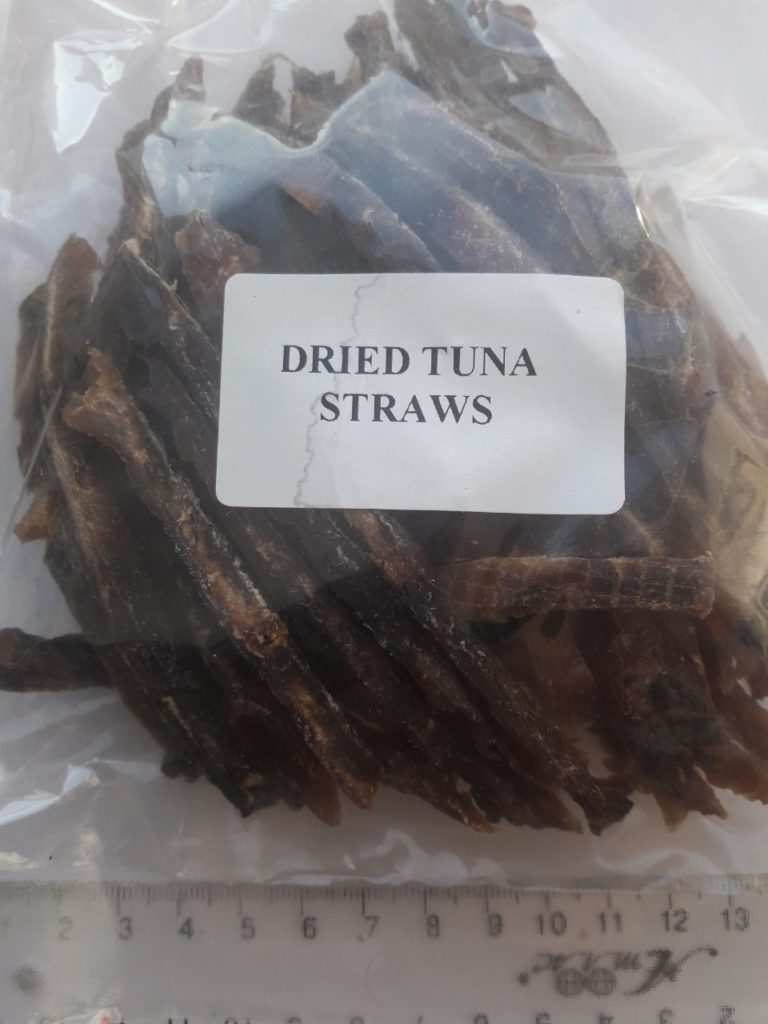 DRIED TUNA
STRAWS
2 3 4 5 6 7 8 9 10 11 12 13